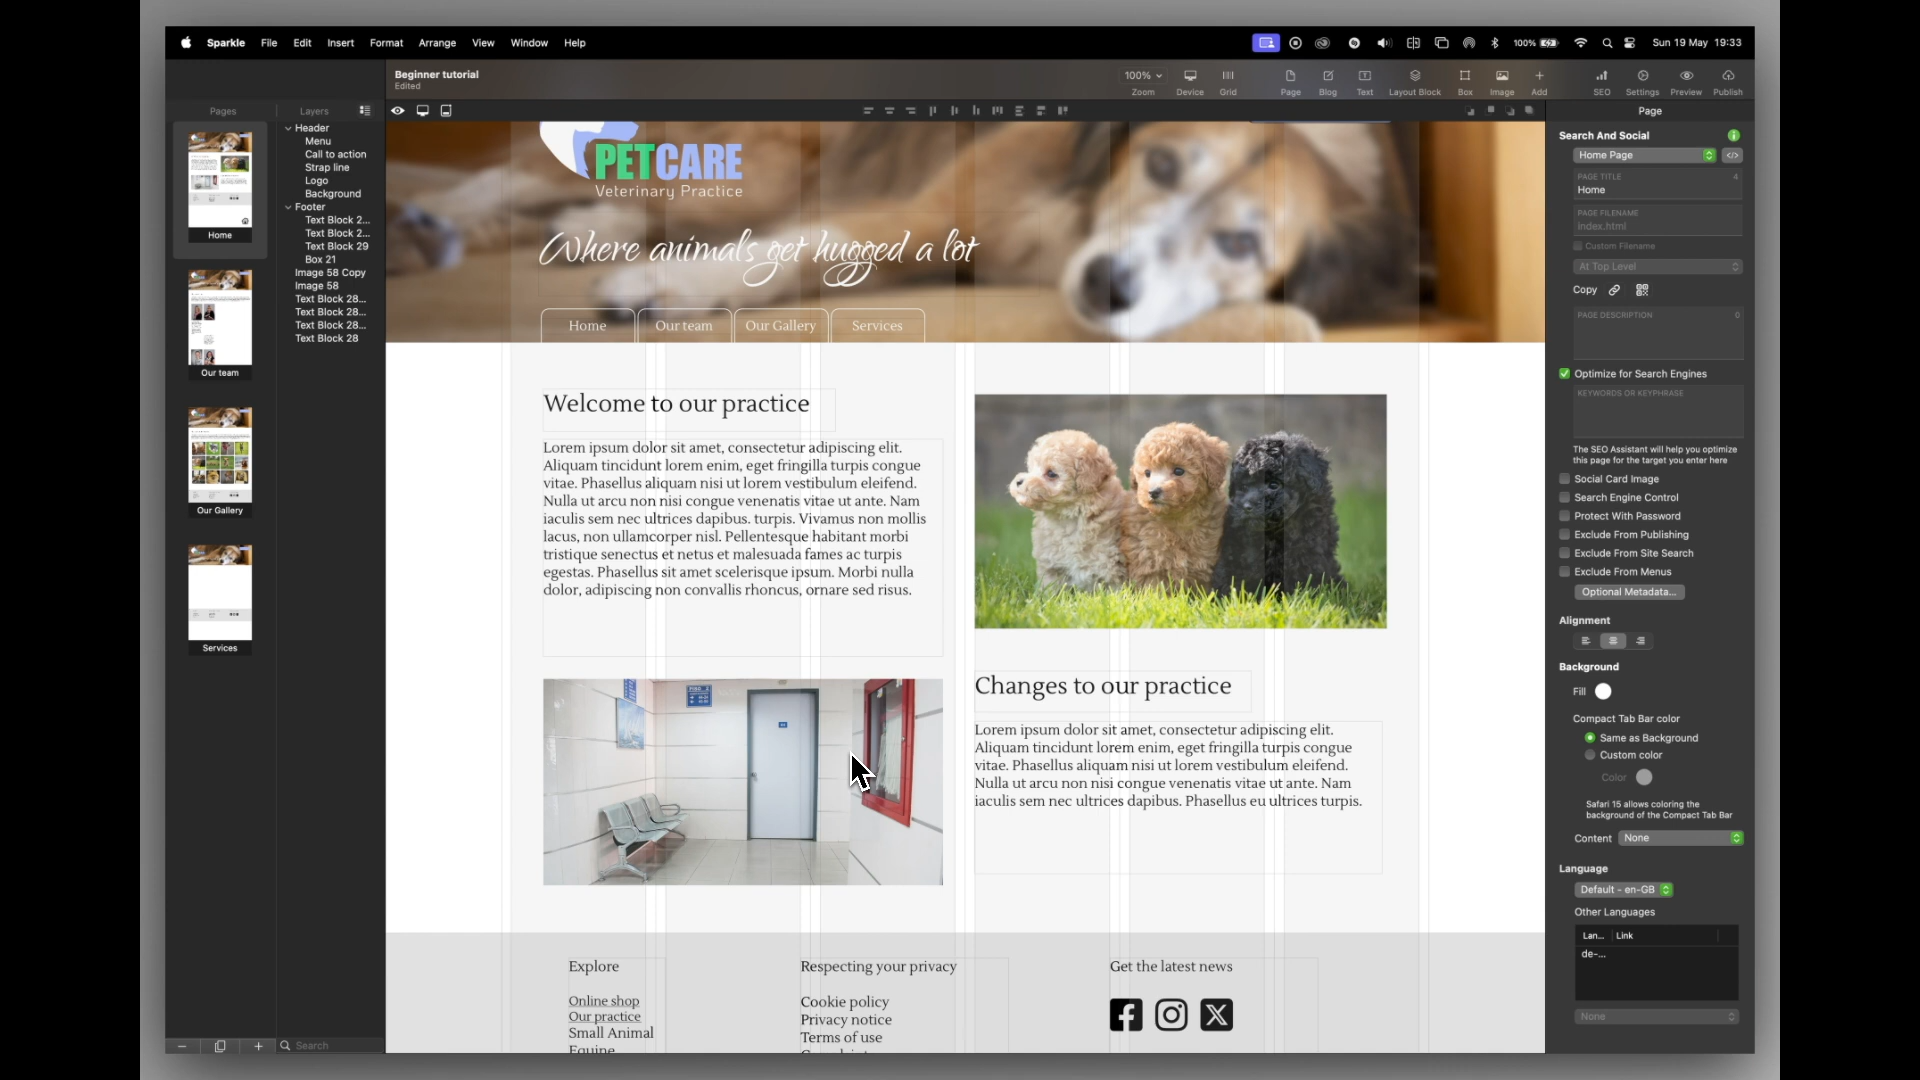 Sparkle File Edit Insert Format Arrange View Window Help
100% Sun 19 May 19:33
Beginner tutorial
Edited
100%
Zoom Device Grid Page Blog Text Layout Block Box Image Add SEO Settings Preview Publish
Pages
Home
Our team
Our Gallery
Services
Layers
Header
Menu
Call to action
Strap line
Logo
Background
Footer
Text Block 2...
Text Block 2...
Text Block 29
Box 21
Image 58 Copy
Image 58
Text Block 28...
Text Block 28...
Text Block 28...
Text Block 28
Search
PETCARE
Veterinary Practice
Where animals get hugged a lot
Home Our team Our Gallery Services
Welcome to our practice
Lorem ipsum dolor sit amet, consectetur adipiscing elit.
Aliquam tincidunt lorem enim, eget fringilla turpis congue
vitae. Phasellus aliquam nisi ut lorem vestibulum eleifend.
Nulla ut arcu non nisi congue venenatis vitae ut ante. Nam
iaculis sem nec ultrices dapibus. turpis. Vivamus non mollis
lacus, non ullamcorper nisl. Pellentesque habitant morbi
tristique senectus et netus et malesuada fames ac turpis
egestas. Phasellus sit amet scelerisque ipsum. Morbi nulla
dolor, adipiscing non convallis rhoncus, ornare sed risus.
Changes to our practice
Lorem ipsum dolor sit amet, consectetur adipiscing elit.
Aliquam tincidunt lorem enim, eget fringilla turpis congue
vitae. Phasellus aliquam nisi ut lorem vestibulum eleifend.
Nulla ut arcu non nisi congue venenatis vitae ut ante. Nam
iaculis sem nec ultrices dapibus. Phasellus eu ultrices turpis.
Explore
Online shop
Our practice
Small Animal
Equine
Respecting your privacy
Cookie policy
Privacy notice
Terms of use
Get the latest news
Page
Search And Social
Home Page
PAGE TITLE 4
Home
PAGE FILENAME
index.html
Custom Filename
At Top Level
Copy
PAGE DESCRIPTION 0
Optimize for Search Engines
KEYWORDS OR KEYPHRASE
The SEO Assistant will help you optimize
this page for the target you enter here
Social Card Image
Search Engine Control
Protect With Password
Exclude From Publishing
Exclude From Site Search
Exclude From Menus
Optional Metadata...
Alignment
Background
Fill
Compact Tab Bar color
Same as Background
Custom color
Color
Safari 15 allows coloring the
background of the Compact Tab Bar
Content None
Language
Default - en-GB
Other Languages
Lan... Link
de-...
None